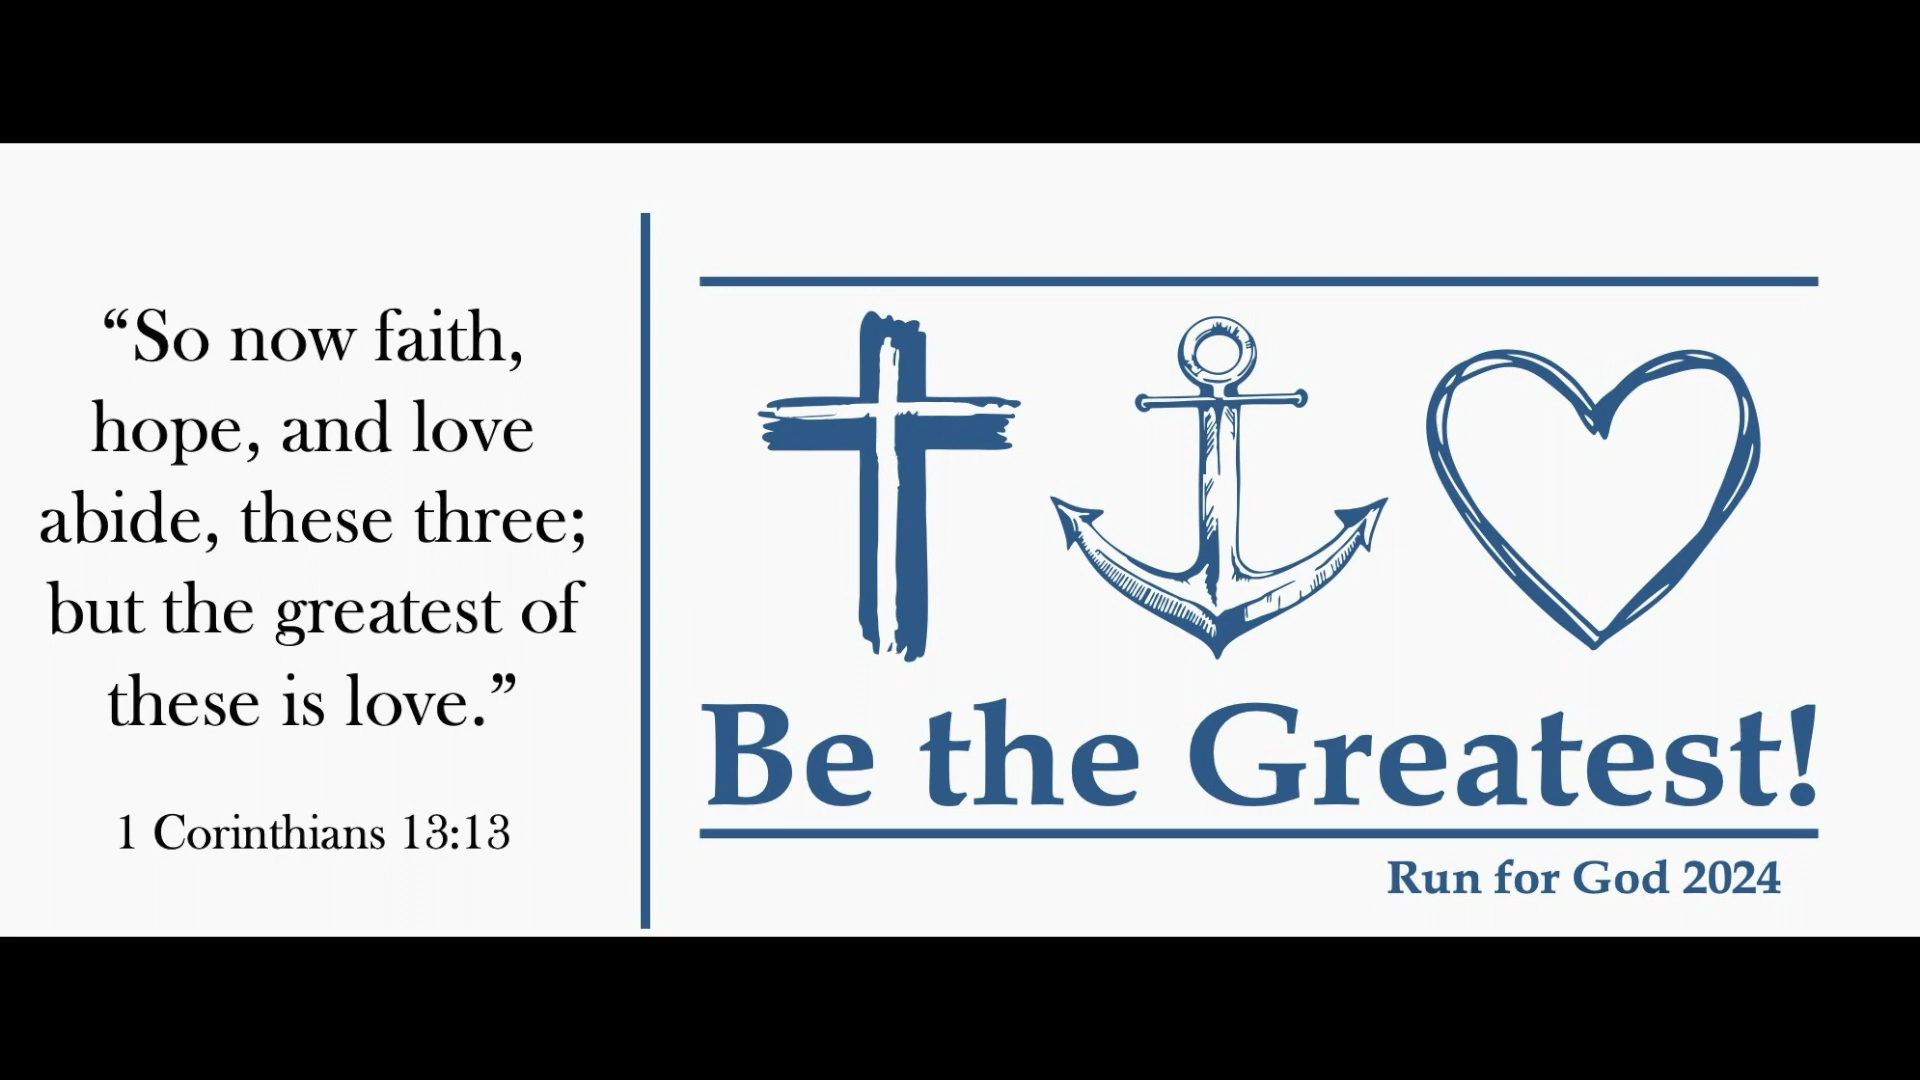 “So now faith,
hope, and love
abide, these three;
but the greatest of
these is love.”
1 Corinthians 13:13
Be the Greatest!
Run for God 2024